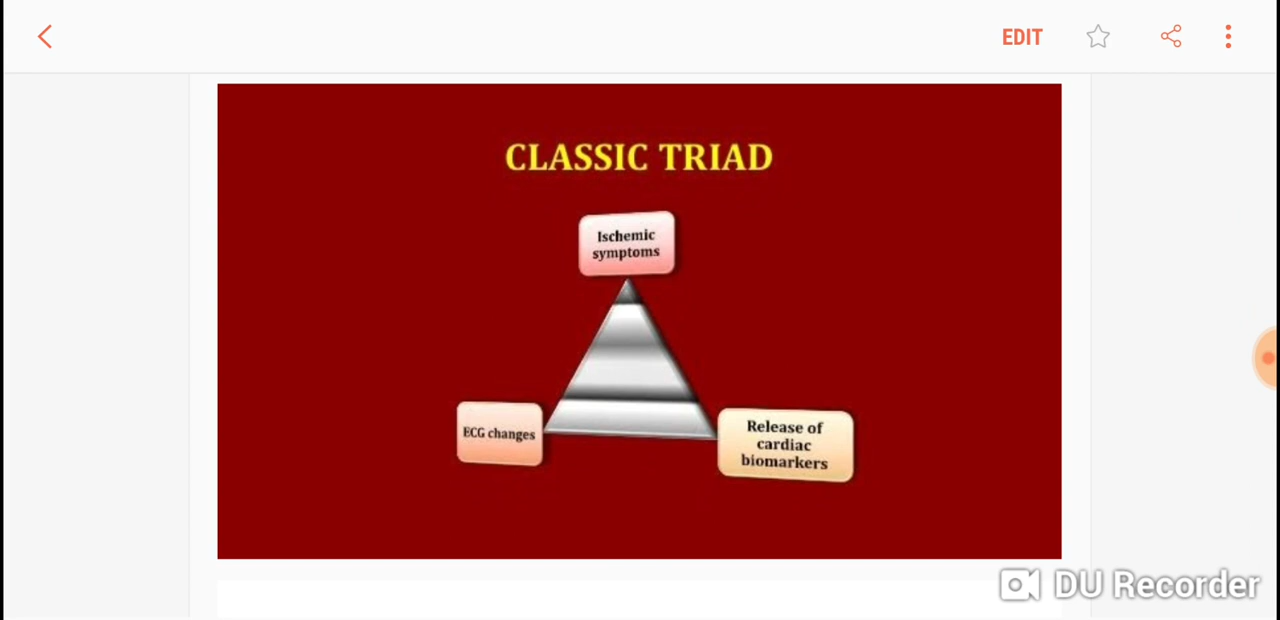 EDIT
CLASSIC TRIAD
Ischemic
symptoms
ECG changes
Release of
cardiac
biomarkers
DU Recorder